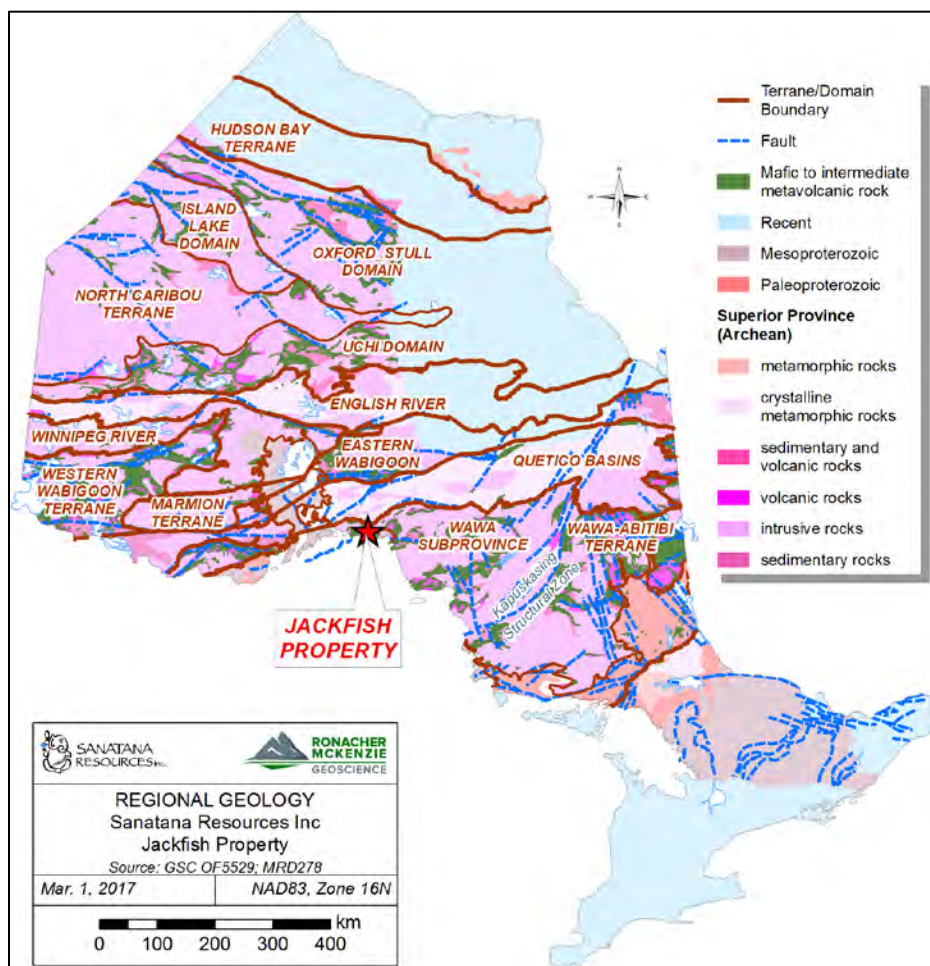 HUDSON BAY
TERRANE
ISLAND
LAKE
DOMAIN
OXFORD STULL
DOMAIN
NORTH CARIBOU
TERRANE
UCHI DOMAIN
ENGLISH RIVER
WINNIPEG RIVER
EASTERN
WABIGOON
QUETICO BASINS
WESTERN
WABIGOON
TERRANE
MARMION
TERRANE
WAWA
SUBPROVINCE
WAWA-ABITIBI
TERRANE
Kapuskasing
Structural Zone
JACKFISH
PROPERTY
Terrane/Domain
Boundary
Fault
Mafic to intermediate
metavolcanic rock
Recent
Mesoproterozoic
Paleoproterozoic
Superior Province
(Archean)
metamorphic rocks
crystalline
metamorphic rocks
sedimentary and
volcanic rocks
volcanic rocks
intrusive rocks
sedimentary rocks
SANATANA
RESOURCES INC.
RONACHER
MCKENZIE
GEOSCIENCE
REGIONAL GEOLOGY
Sanatana Resources Inc
Jackfish Property
Source: GSC OF5529; MRD278
Mar. 1, 2017 NAD83, Zone 16N
km
0 100 200 300 400